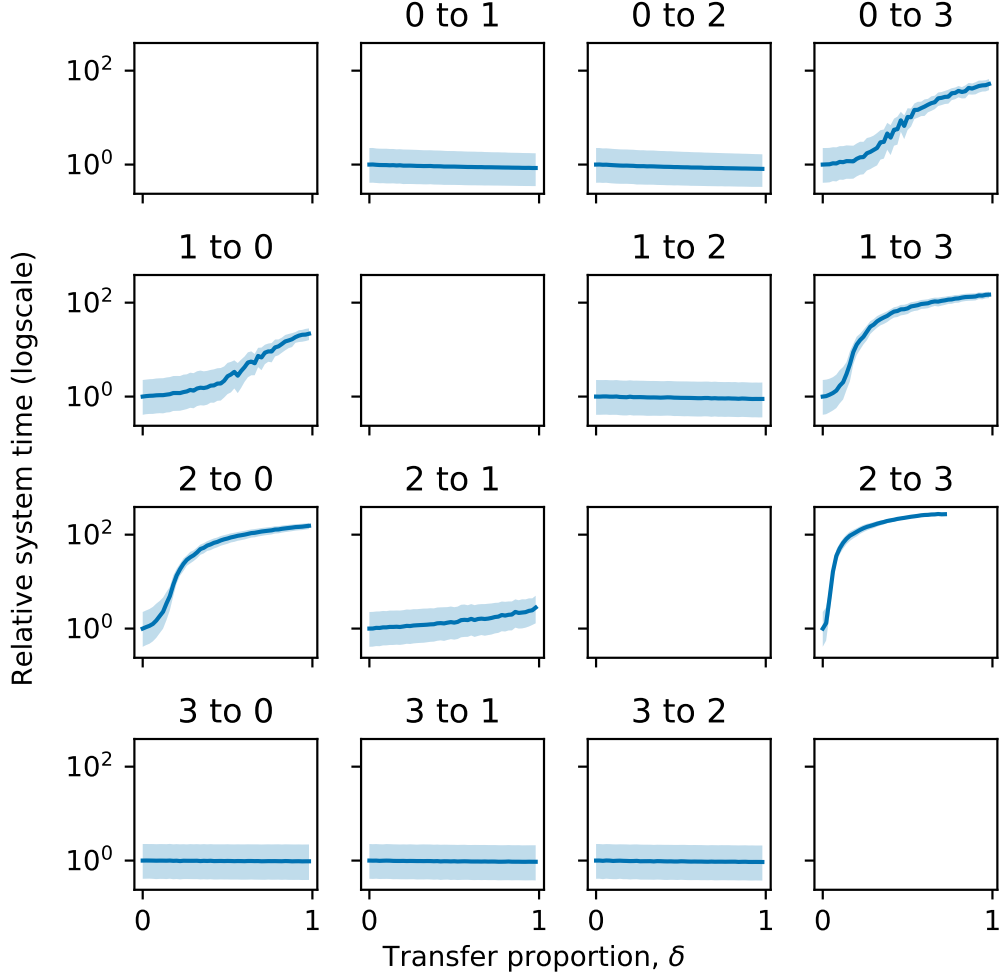 0 to 1 0 to 2 0 to 3
10² 
10⁰
1 to 0 1 to 2 1 to 3
10²
10⁰
Relative system time (logscale)
2 to 0 2 to 1 2 to 3
10²
10⁰
3 to 0 3 to 1 3 to 2
10²
10⁰
0 1 0 1 0 1 0 1
Transfer proportion, δ